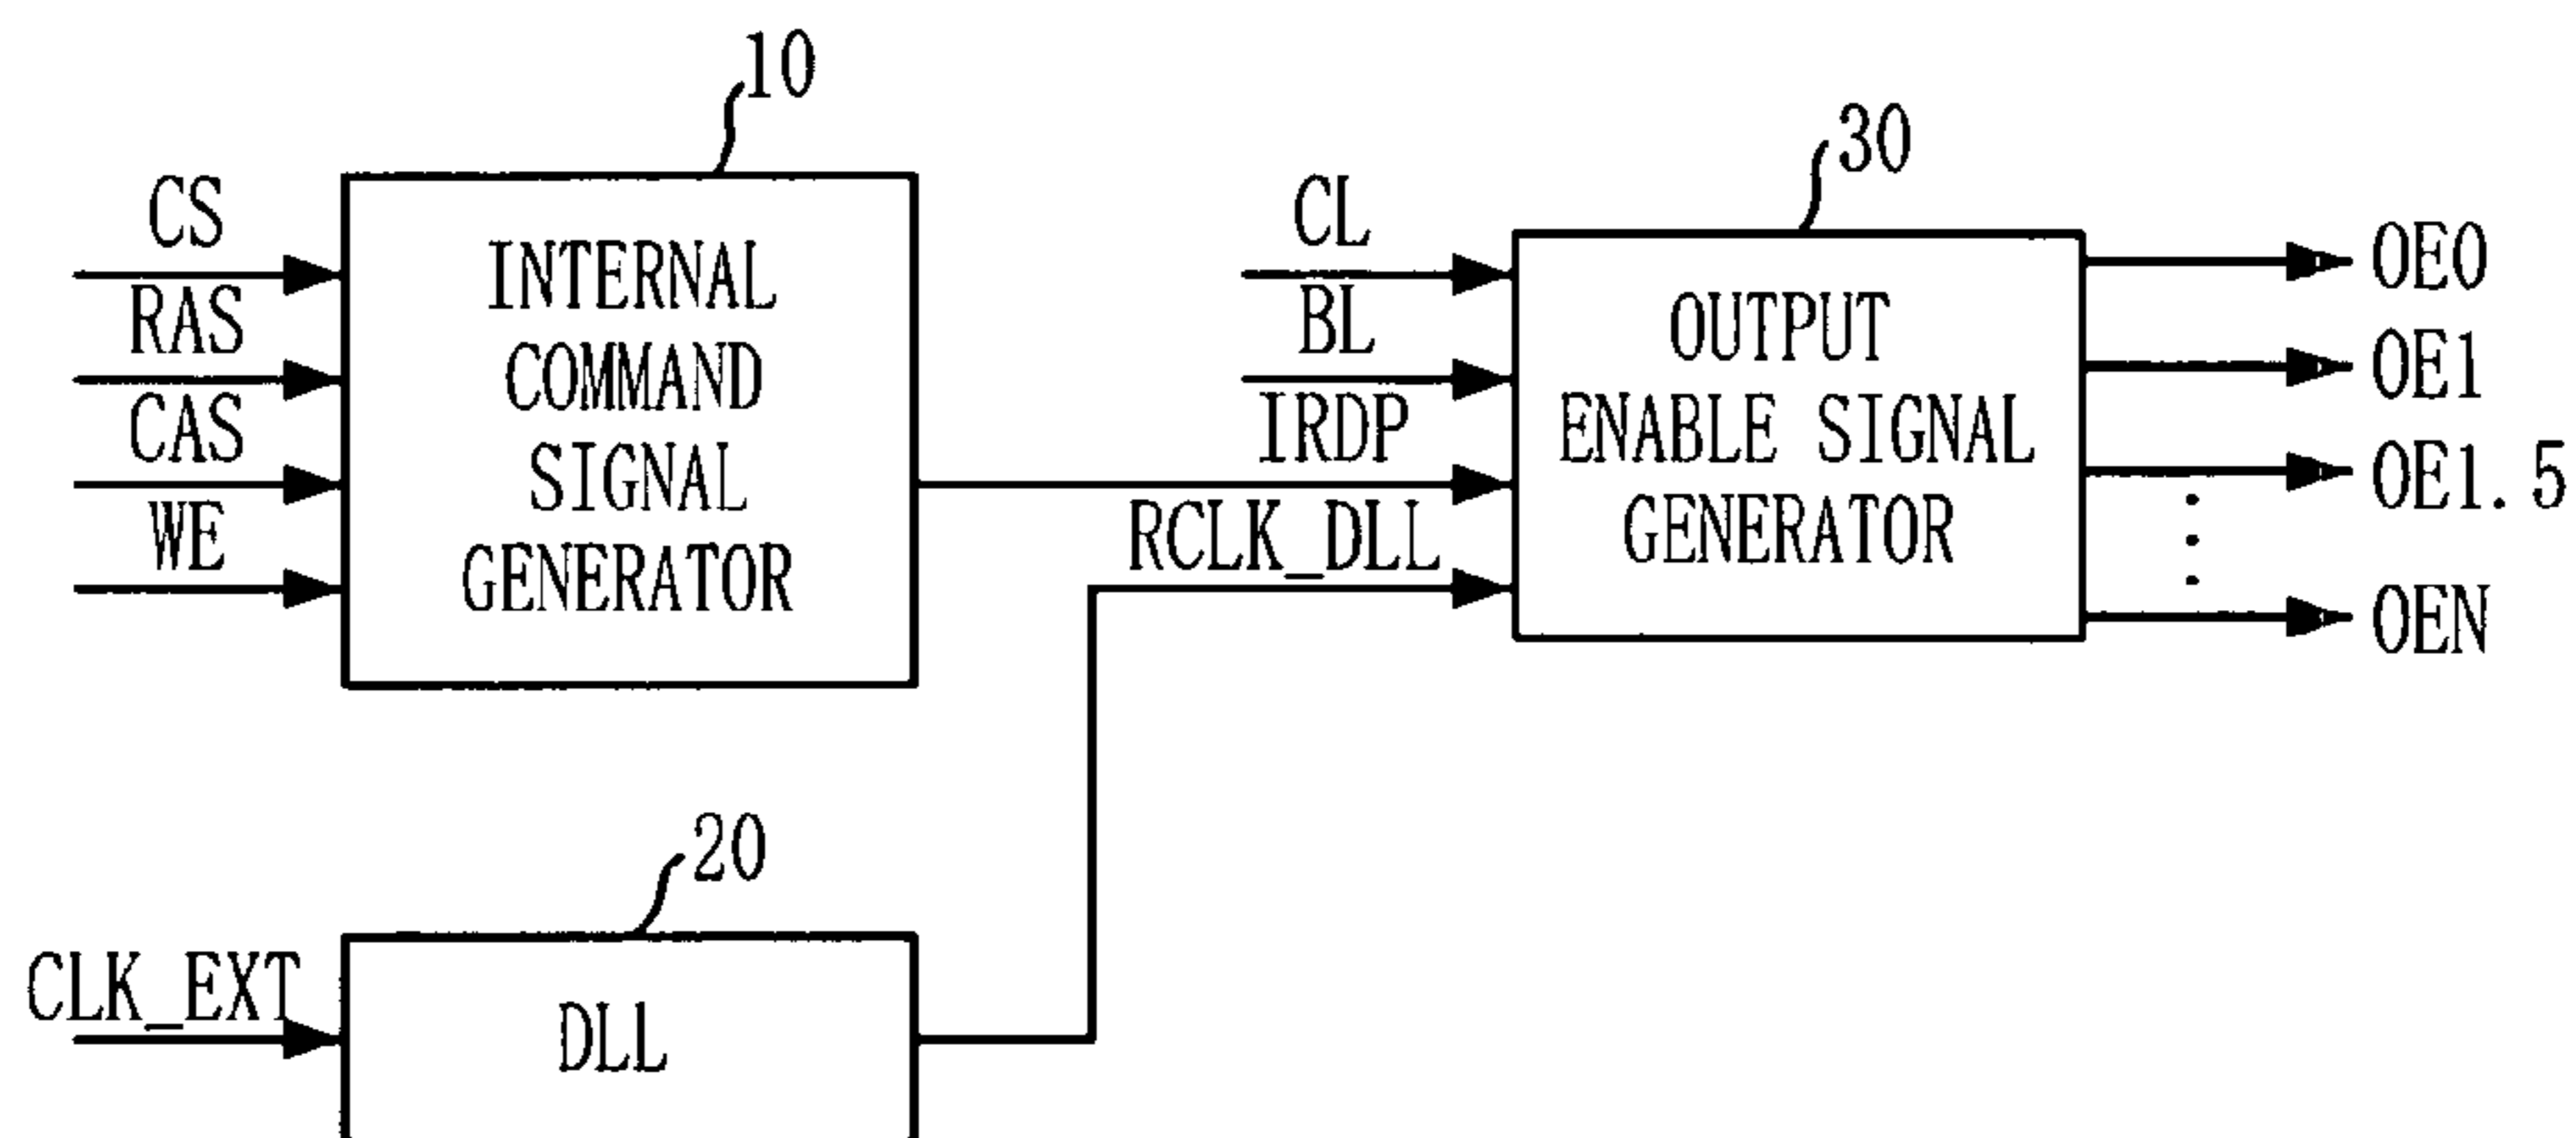 10
CS
RAS
CAS
WE
INTERNAL
COMMAND
SIGNAL
GENERATOR
30
CL
BL
IRDP
RCLK_DLL
OUTPUT
ENABLE SIGNAL
GENERATOR
OE0
OE1
OE1.5
OEN
20
CLK_EXT
DLL